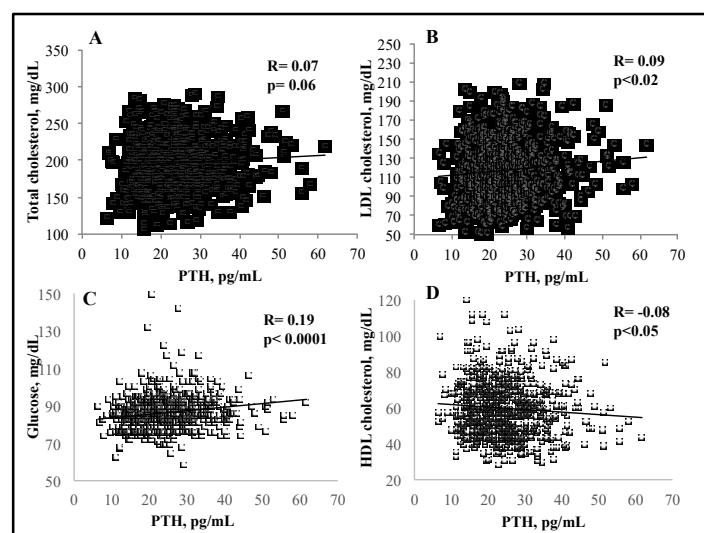 A
R= 0.07
p= 0.06
Total cholesterol, mg/dL
350
300
250
200
150
100
0 10 20 30 40 50 60 70
PTH, pg/mL
B
R= 0.09
p<0.02
LDL cholesterol, mg/dL
250
230
210
190
170
150
130
110
90
70
50
0 10 20 30 40 50 60 70
PTH, pg/mL
C
R= 0.19
p< 0.0001
Glucose, mg/dL
150
130
110
90
70
50
0 10 20 30 40 50 60 70
PTH, pg/mL
D
R= -0.08
p<0.05
HDL cholesterol, mg/dL
120
100
80
60
40
20
0 10 20 30 40 50 60 70
PTH, pg/mL